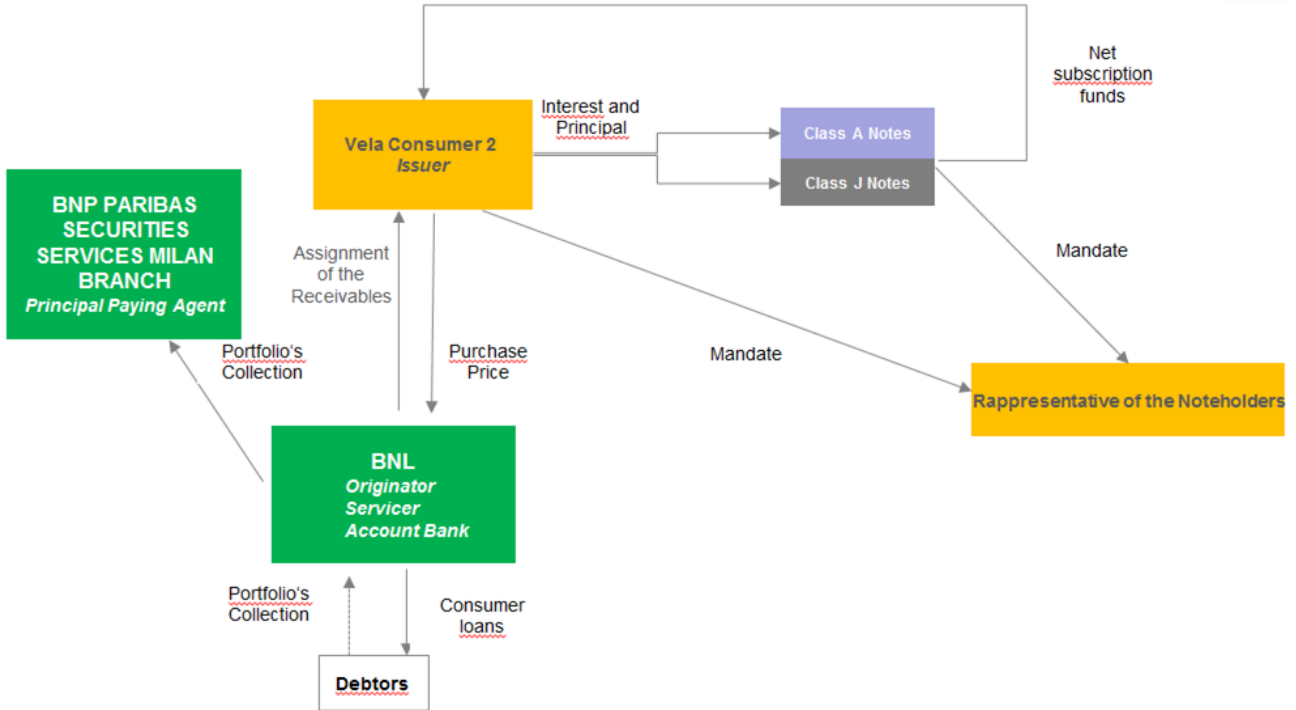 Net
subscription
funds
Interest and
Principal
Vela Consumer 2
Issuer
Class A Notes
Class J Notes
BNP PARIBAS
SECURITIES
SERVICES MILAN
BRANCH
Principal Paying Agent
Assignment
of the
Receivables
Mandate
Portfolio's
Collection
Purchase
Price
Mandate
Rappresentative of the Noteholders
BNL
Originator
Servicer
Account Bank
Portfolio's
Collection
Consumer
loans
Debtors